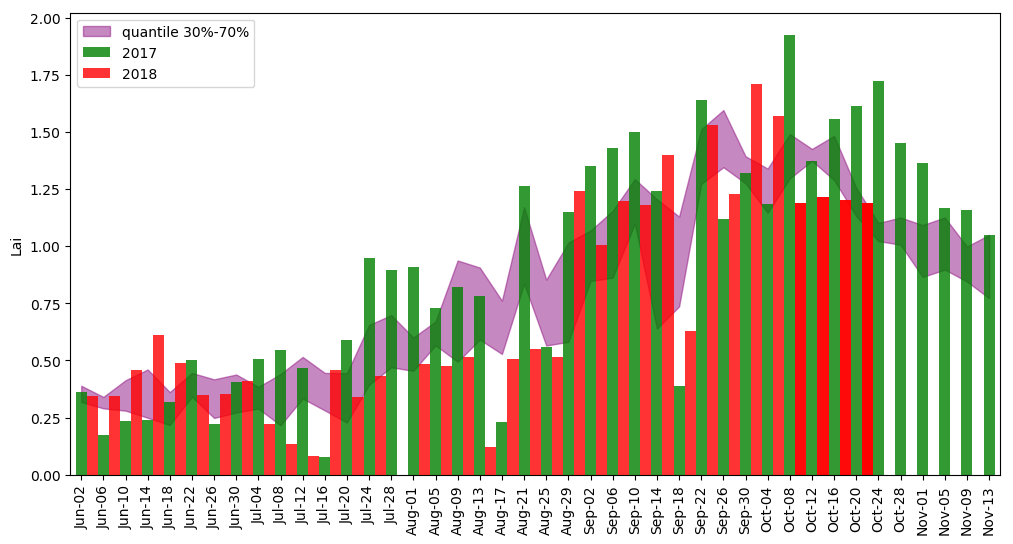 2.00
1.75
1.50
1.25
1.00
0.75
0.50
0.25
0.00
Lai
quantile 30%-70%
2017
2018
Jun-02
Jun-06
Jun-10
Jun-14
Jun-18
Jun-22
Jun-26
Jun-30
Jul-04
Jul-08
Jul-12
Jul-16
Jul-20
Jul-24
Jul-28
Aug-01
Aug-05
Aug-09
Aug-13
Aug-17
Aug-21
Aug-25
Aug-29
Sep-02
Sep-06
Sep-10
Sep-14
Sep-18
Sep-22
Sep-26
Sep-30
Oct-04
Oct-08
Oct-12
Oct-16
Oct-20
Oct-24
Oct-28
Nov-01
Nov-05
Nov-09
Nov-13